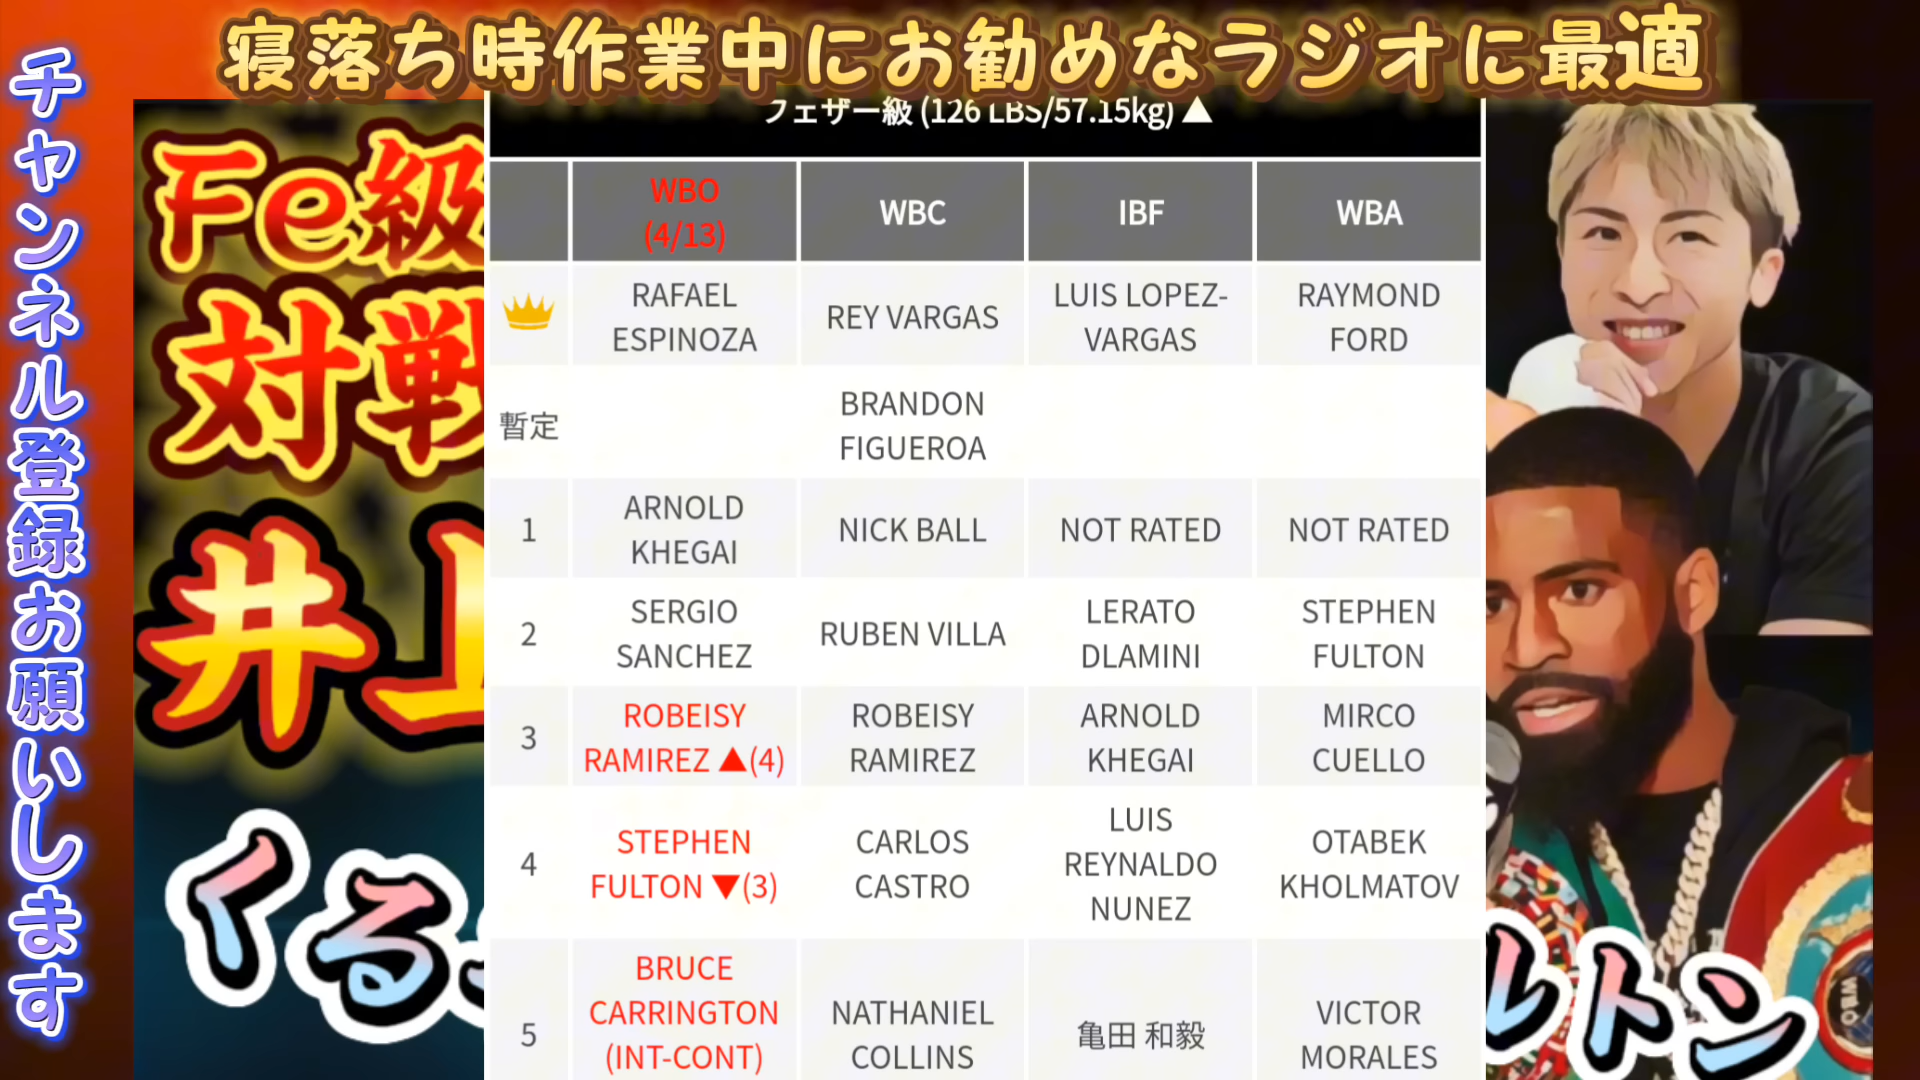 寝落ち時作業中にお勧めなラジオに最適
チャンネル登録お願いします
Fe級
対戦
井上
くる
ルトン
フェザー級 (126 LBS/57.15kg) ▲
WBO (4/13) WBC IBF WBA
RAFAEL ESPINOZA REY VARGAS LUIS LOPEZ-VARGAS RAYMOND FORD
暫定 BRANDON FIGUEROA
1 ARNOLD KHEGAI NICK BALL NOT RATED NOT RATED
2 SERGIO SANCHEZ RUBEN VILLA LERATO DLAMINI STEPHEN FULTON
3 ROBEISY RAMIREZ ▲(4) ROBEISY RAMIREZ ARNOLD KHEGAI MIRCO CUELLO
4 STEPHEN FULTON ▼(3) CARLOS CASTRO LUIS REYNALDO NUNEZ OTABEK KHOLMATOV
5 BRUCE CARRINGTON (INT-CONT) NATHANIEL COLLINS 亀田 和毅 VICTOR MORALES
WBO